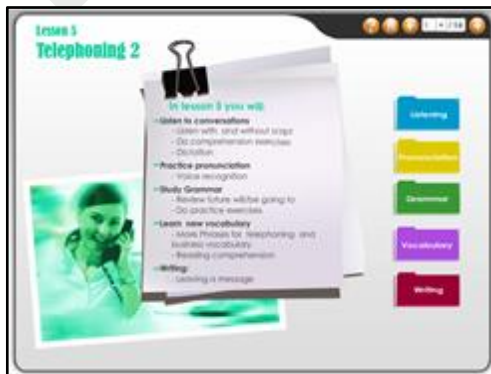 Lesson 5
Telephoning 2
In lesson 5 you will:
Listen to conversations
- Listen with and without script
- Do comprehension exercises
- Dictation
Practice pronunciation
- Voice recognition
Study Grammar
- Review future will/be going to
- Do practice exercises
Learn new vocabulary
- More Phrases for telephoning and
business vocabulary
- Reading comprehension
Writing:
- Leaving a message
Listening
Pronunciation
Grammar
Vocabulary
Writing